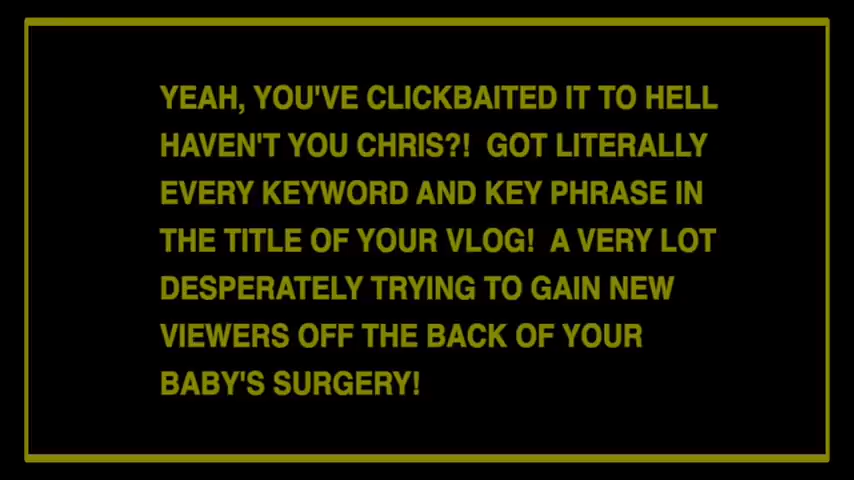 YEAH, YOU'VE CLICKBAITED IT TO HELL
HAVEN'T YOU CHRIS?!  GOT LITERALLY
EVERY KEYWORD AND KEY PHRASE IN
THE TITLE OF YOUR VLOG!  A VERY LOT
DESPERATELY TRYING TO GAIN NEW
VIEWERS OFF THE BACK OF YOUR
BABY'S SURGERY!